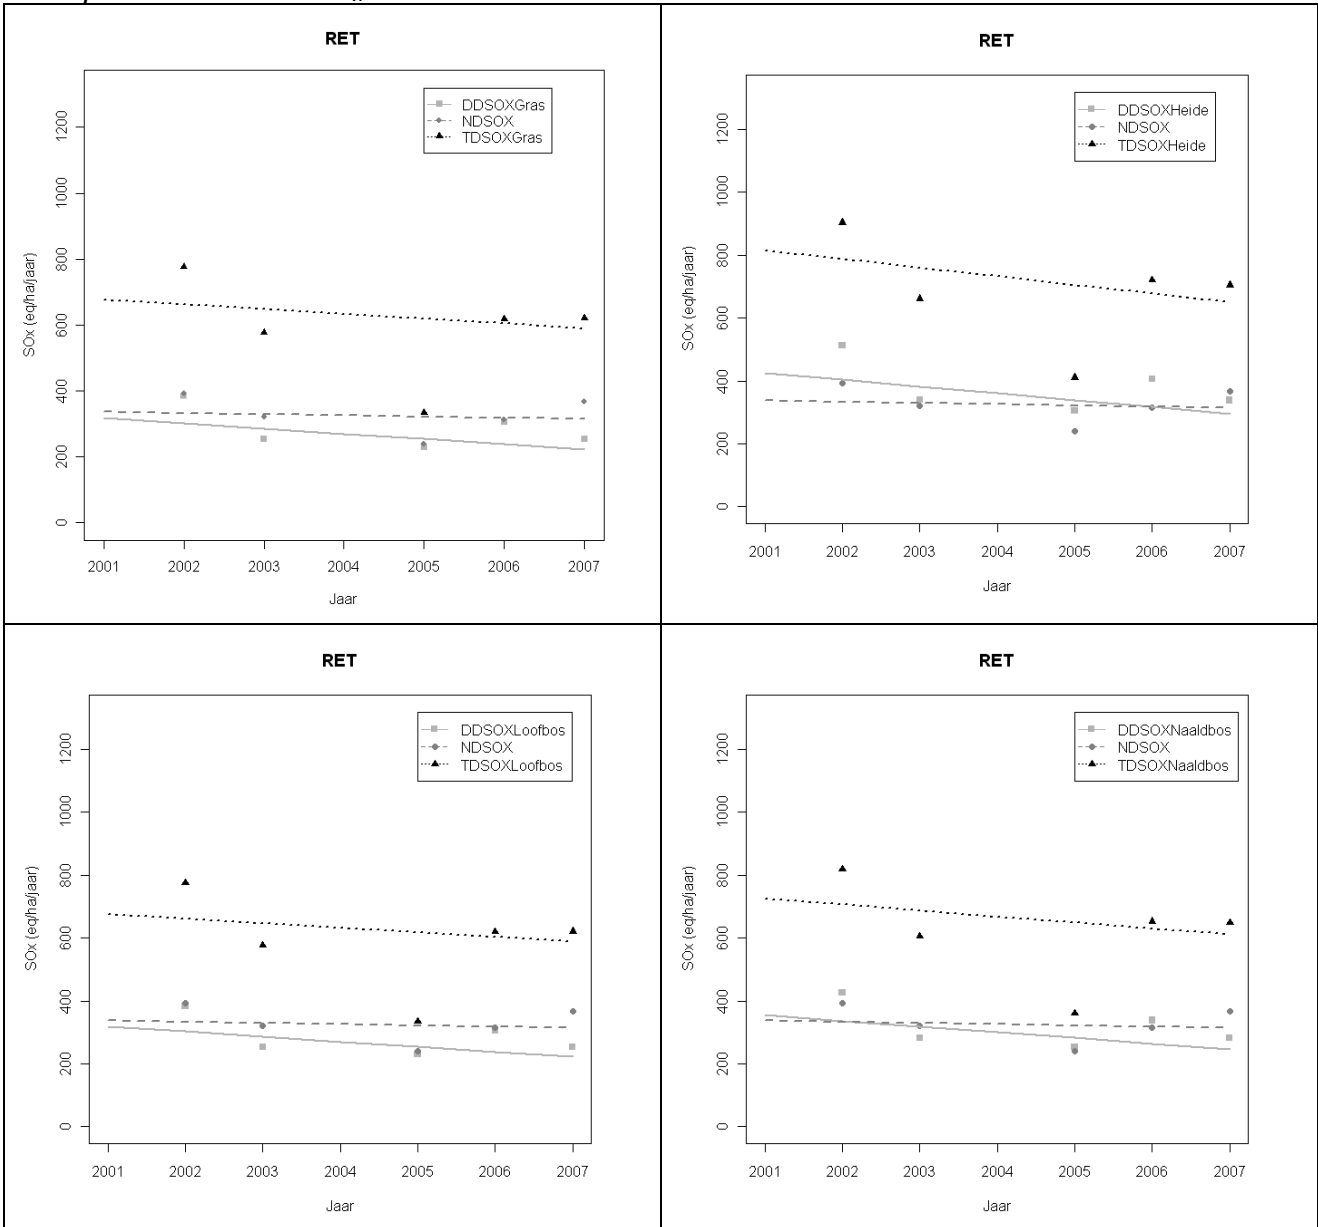 RET
DDSOXGras
NDSOX
TDSOXGras
SOx (eq/ha/jaar)
0 200 400 600 800 1000 1200
2001 2002 2003 2004 2005 2006 2007
Jaar
RET
DDSOXHeide
NDSOX
TDSOXHeide
SOx (eq/ha/jaar)
0 200 400 600 800 1000 1200
2001 2002 2003 2004 2005 2006 2007
Jaar
RET
DDSOXLoofbos
NDSOX
TDSOXLoofbos
SOx (eq/ha/jaar)
0 200 400 600 800 1000 1200
2001 2002 2003 2004 2005 2006 2007
Jaar
RET
DDSOXNaaldbos
NDSOX
TDSOXNaaldbos
SOx (eq/ha/jaar)
0 200 400 600 800 1000 1200
2001 2002 2003 2004 2005 2006 2007
Jaar